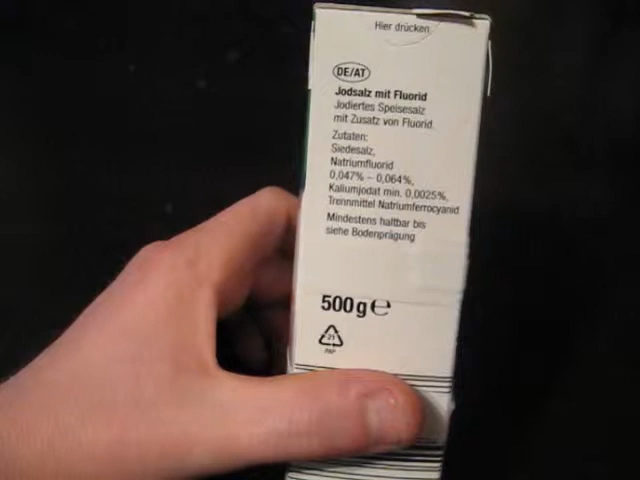 Hier drücken
DE/AT
Jodsalz mit Fluorid
Jodiertes Speisesalz
mit Zusatz von Fluorid.
Zutaten:
Siedesalz,
Natriumfluorid
0,047% – 0,064%,
Kaliumjodat min. 0,0025%,
Trennmittel Natriumferrocyanid
Mindestens haltbar bis
siehe Bodenprägung
500g ℮
21
PAP